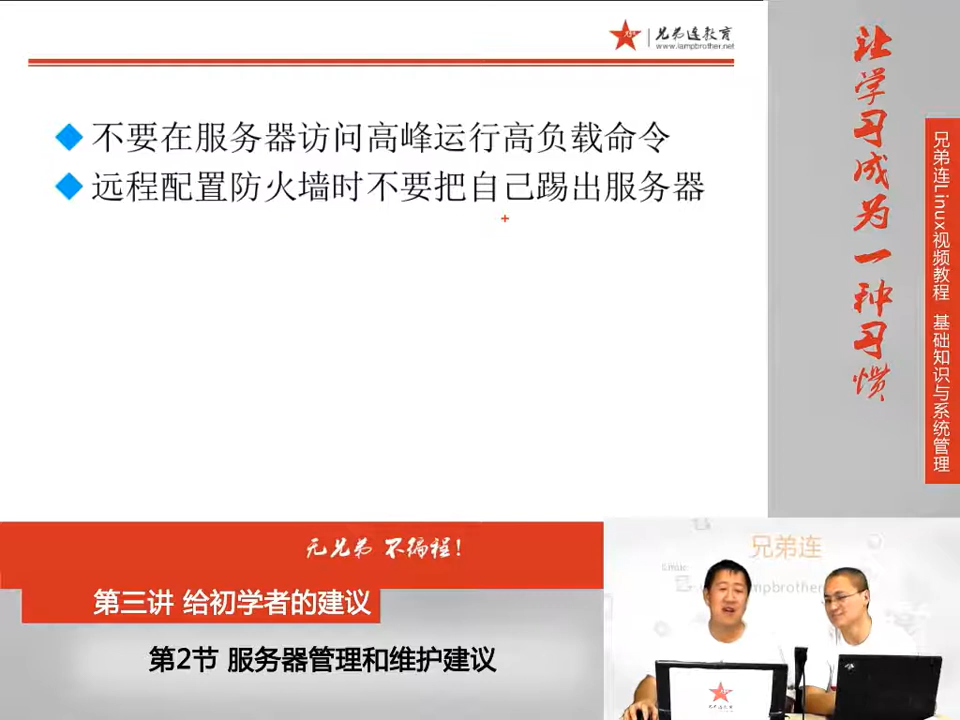 兄弟连教育
www.lampbrother.net
不要在服务器访问高峰运行高负载命令
远程配置防火墙时不要把自己踢出服务器
让学习成为一种习惯
兄弟连Linux视频教程 基础知识与系统管理
无兄弟 不编程!
第三讲 给初学者的建议
第2节 服务器管理和维护建议
兄弟连